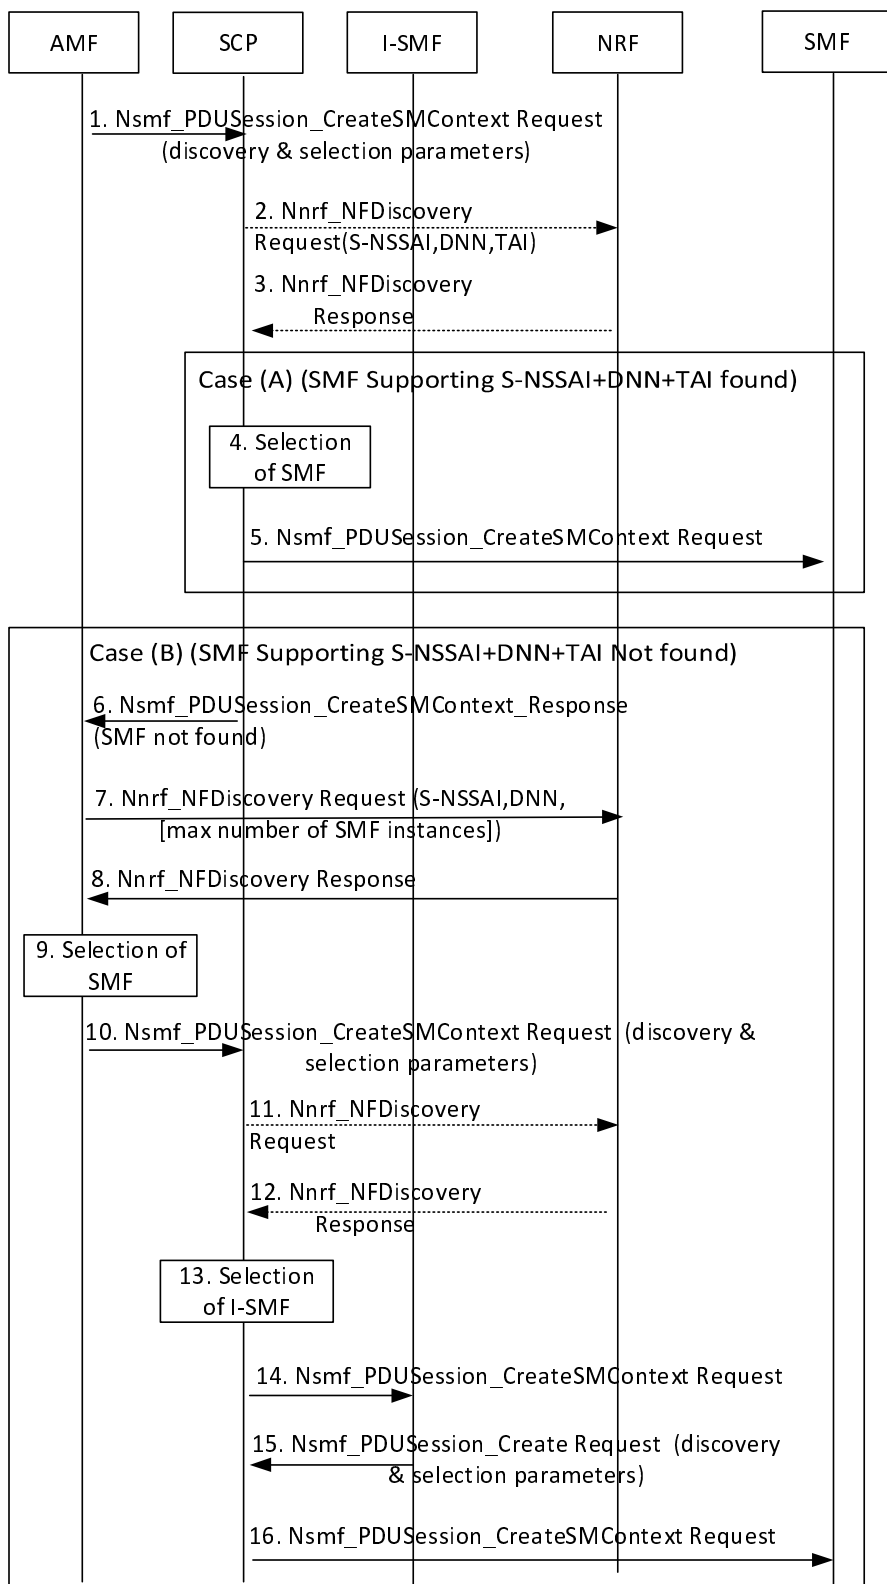 AMF
SCP
I-SMF
NRF
SMF
1. Nsmf_PDUSession_CreateSMContext Request
(discovery & selection parameters)
2. Nnrf_NFDiscovery
Request(S-NSSAI,DNN,TAI)
3. Nnrf_NFDiscovery
Response
Case (A) (SMF Supporting S-NSSAI+DNN+TAI found)
4. Selection
of SMF
5. Nsmf_PDUSession_CreateSMContext Request
Case (B) (SMF Supporting S-NSSAI+DNN+TAI Not found)
6. Nsmf_PDUSession_CreateSMContext_Response
(SMF not found)
7. Nnrf_NFDiscovery Request (S-NSSAI,DNN,
[max number of SMF instances])
8. Nnrf_NFDiscovery Response
9. Selection of
SMF
10. Nsmf_PDUSession_CreateSMContext Request (discovery &
selection parameters)
11. Nnrf_NFDiscovery
Request
12. Nnrf_NFDiscovery
Response
13. Selection
of I-SMF
14. Nsmf_PDUSession_CreateSMContext Request
15. Nsmf_PDUSession_Create Request (discovery
& selection parameters)
16. Nsmf_PDUSession_CreateSMContext Request